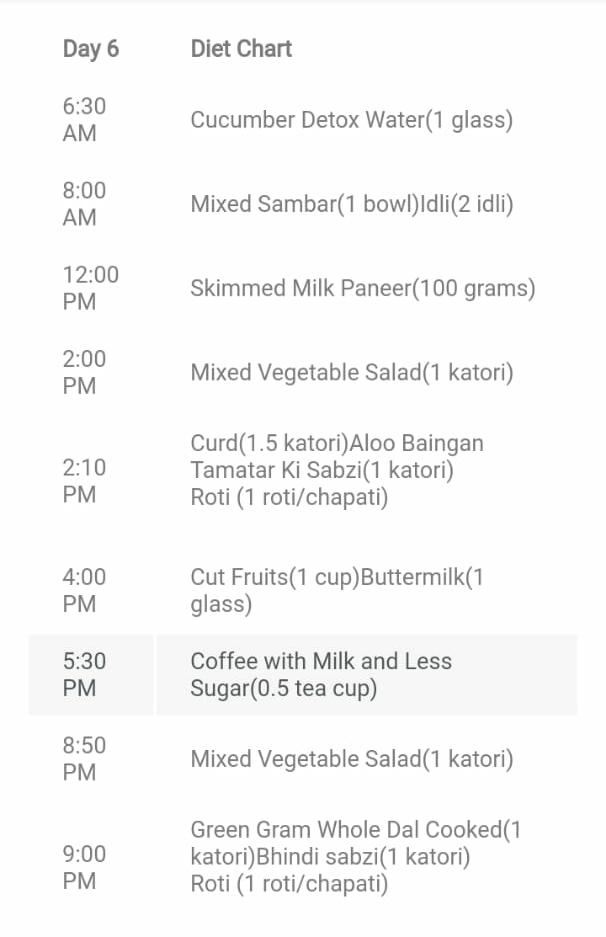 Day 6 Diet Chart
6:30
AM
Cucumber Detox Water(1 glass)
8:00
AM
Mixed Sambar(1 bowl)Idli(2 idli)
12:00
PM
Skimmed Milk Paneer(100 grams)
2:00
PM
Mixed Vegetable Salad(1 katori)
2:10
PM
Curd(1.5 katori)Aloo Baingan
Tamatar Ki Sabzi(1 katori)
Roti (1 roti/chapati)
4:00
PM
Cut Fruits(1 cup)Buttermilk(1
glass)
5:30
PM
Coffee with Milk and Less
Sugar(0.5 tea cup)
8:50
PM
Mixed Vegetable Salad(1 katori)
9:00
PM
Green Gram Whole Dal Cooked(1
katori)Bhindi sabzi(1 katori)
Roti (1 roti/chapati)